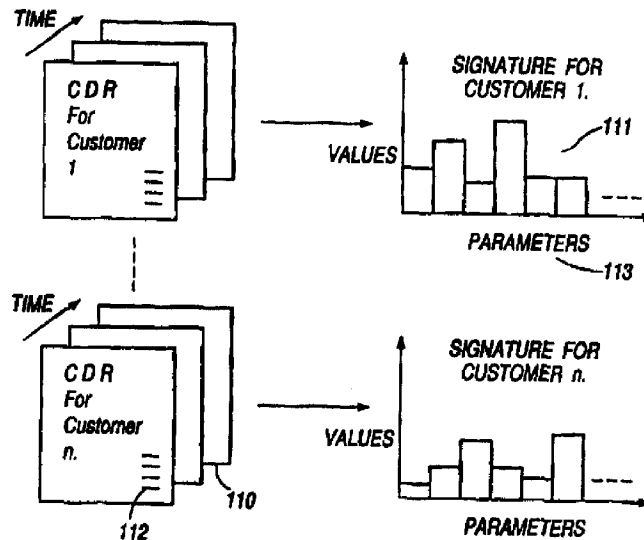 TIME
CDR
For
Customer
1
SIGNATURE FOR
CUSTOMER 1.
111
VALUES
PARAMETERS
113
TIME
CDR
For
Customer
n.
110
112
SIGNATURE FOR
CUSTOMER n.
VALUES
PARAMETERS